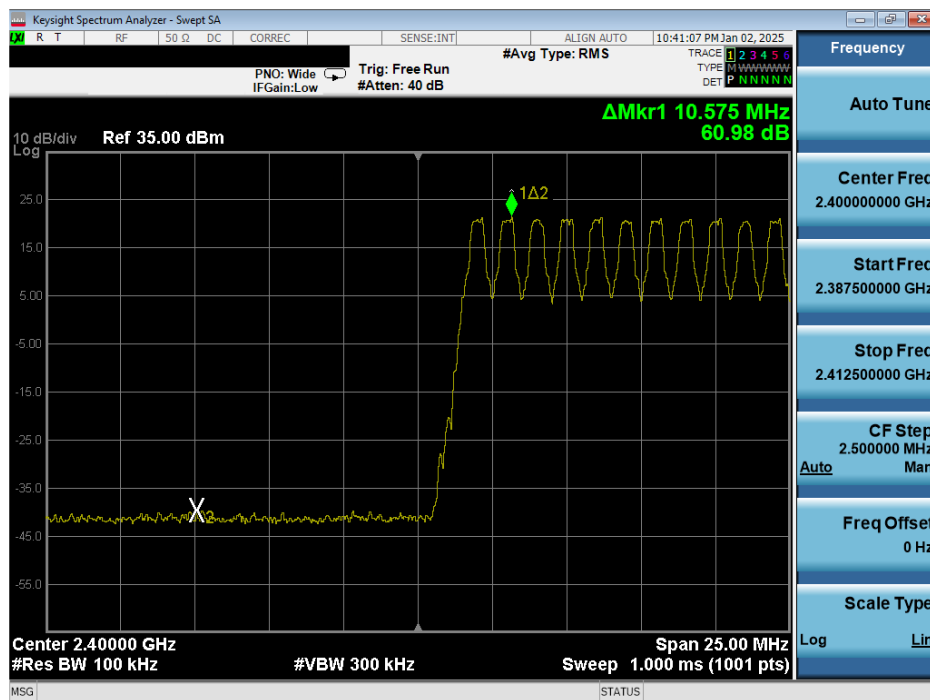 Keysight Spectrum Analyzer - Swept SA
LXI R T RF 50 Ω DC CORREC SENSE:INT ALIGN AUTO 10:41:07 PM Jan 02, 2025
#Avg Type: RMS
TRACE 1 2 3 4 5 6
PNO: Wide Trig: Free Run
TYPE M W W W W W
IFGain:Low #Atten: 40 dB
DET P N N N N N
Frequency
Auto Tune
Center Freq
2.400000000 GHz
Start Freq
2.387500000 GHz
Stop Freq
2.412500000 GHz
CF Step
2.500000 MHz
Auto Man
Freq Offset
0 Hz
Scale Type
Log Lin
ΔMkr1 10.575 MHz
60.98 dB
10 dB/div Ref 35.00 dBm
Log
1Δ2
25.0
15.0
5.00
-5.00
-15.0
-25.0
-35.0
X2
-45.0
-55.0
Center 2.40000 GHz Span 25.00 MHz
#Res BW 100 kHz #VBW 300 kHz Sweep 1.000 ms (1001 pts)
MSG STATUS